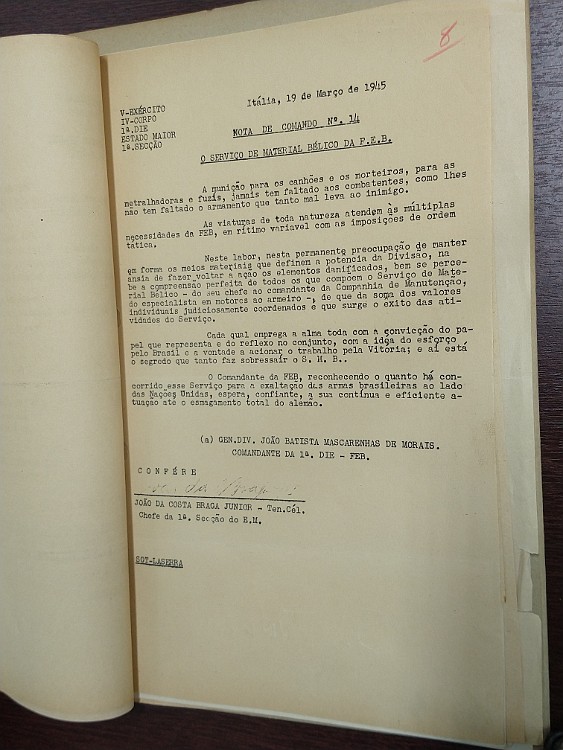 8
Itália, 19 de Março de 1945
V-EXÉRCITO
IV-CORPO
1ª.DIE
ESTADO MAIOR
1ª.SECÇÃO
NOTA DE COMANDO Nº. 14
O SERVIÇO DE MATERIAL BÉLICO DA F.E.B.
A munição para os canhões e os morteiros, para as
metralhadoras e fuzis, jamais tem faltado aos combatentes, como lhes
não tem faltado o armamento que tanto mal leva ao inimigo.
As viaturas de toda natureza atendem às múltiplas
necessidades da FEB, em rítimo variavel com as imposições de ordem
tática.
Neste labor, nesta permanente preocupação de manter
em forma os meios materiais que definem a potencia da Divisão, na
ansia de fazer voltar a ação os elementos danificados, bem se perce-
be a compreensão perfeita de todos os que compoem o Serviço de Mate-
rial Bélico - do seu chefe ao comandante da Companhia de Manutenção,
do especialista em motores ao armeiro -, de que da soma dos valores
individuais judiciosamente coordenados e que surge o exito das ati-
vidades do Serviço.
Cada qual emprega a alma toda com a convicção do pa-
pel que representa e do reflexo no conjunto, com a idéa do esforço
pelo Brasil e a vontade a acionar o trabalho pela Vitoria; e aí está
o segredo que tanto faz sobressair o S. M. B..
O Comandante da FEB, reconhecendo o quanto há con-
corrido esse Serviço para a exaltação das armas brasileiras ao lado
das Nações Unidas, espera, confiante, a sua contínua e eficiente a-
tuação até o esmagamento total do alemão.
(a) GEN.DIV. JOÃO BATISTA MASCARENHAS DE MORAIS.
COMANDANTE DA 1ª. DIE - FEB.
C O N F É R E
JOÃO DA COSTA BRAGA JUNIOR - Ten.Cél.
Chefe da 1ª. Secção do E.M.
SGT-LASERRA